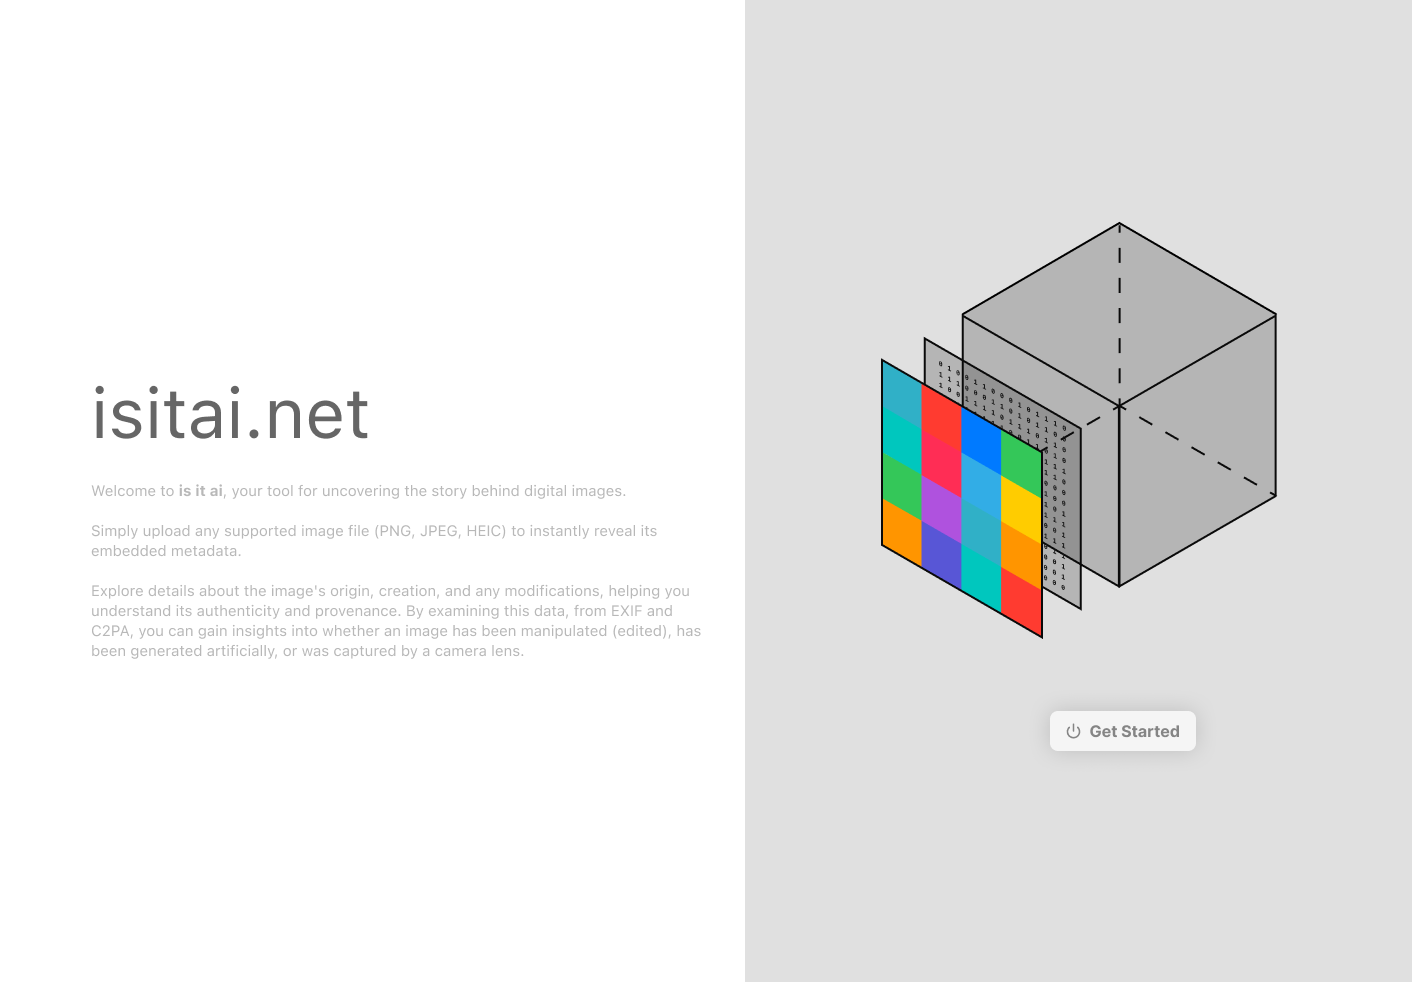 isitai.net
Welcome to is it ai, your tool for uncovering the story behind digital images.
Simply upload any supported image file (PNG, JPEG, HEIC) to instantly reveal its
embedded metadata.
Explore details about the image's origin, creation, and any modifications, helping you
understand its authenticity and provenance. By examining this data, from EXIF and
C2PA, you can gain insights into whether an image has been manipulated (edited), has
been generated artificially, or was captured by a camera lens.
Get Started